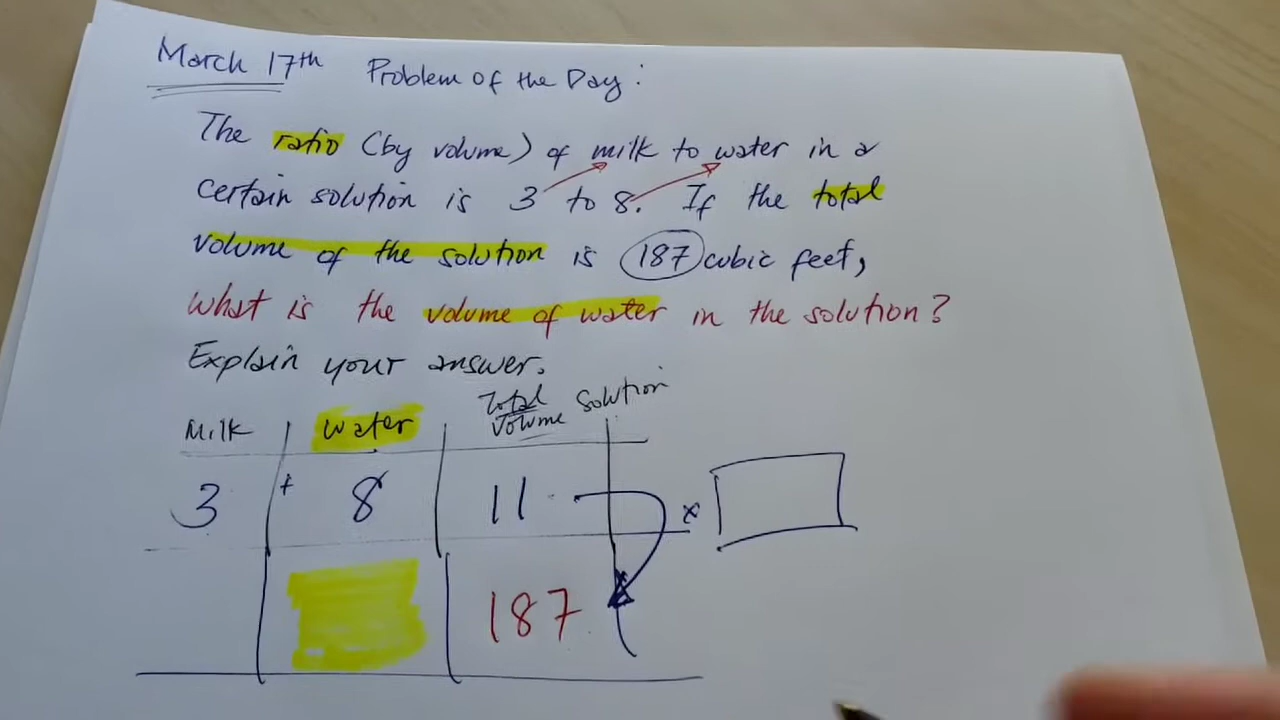 March 17th Problem of the Day:
The ratio (by volume) of milk to water in a
certain solution is 3 to 8. If the total
volume of the solution is 187 cubic feet,
what is the volume of water in the solution?
Explain your answer.
Milk Water Total Volume Solution
3 + 8 11 x
187